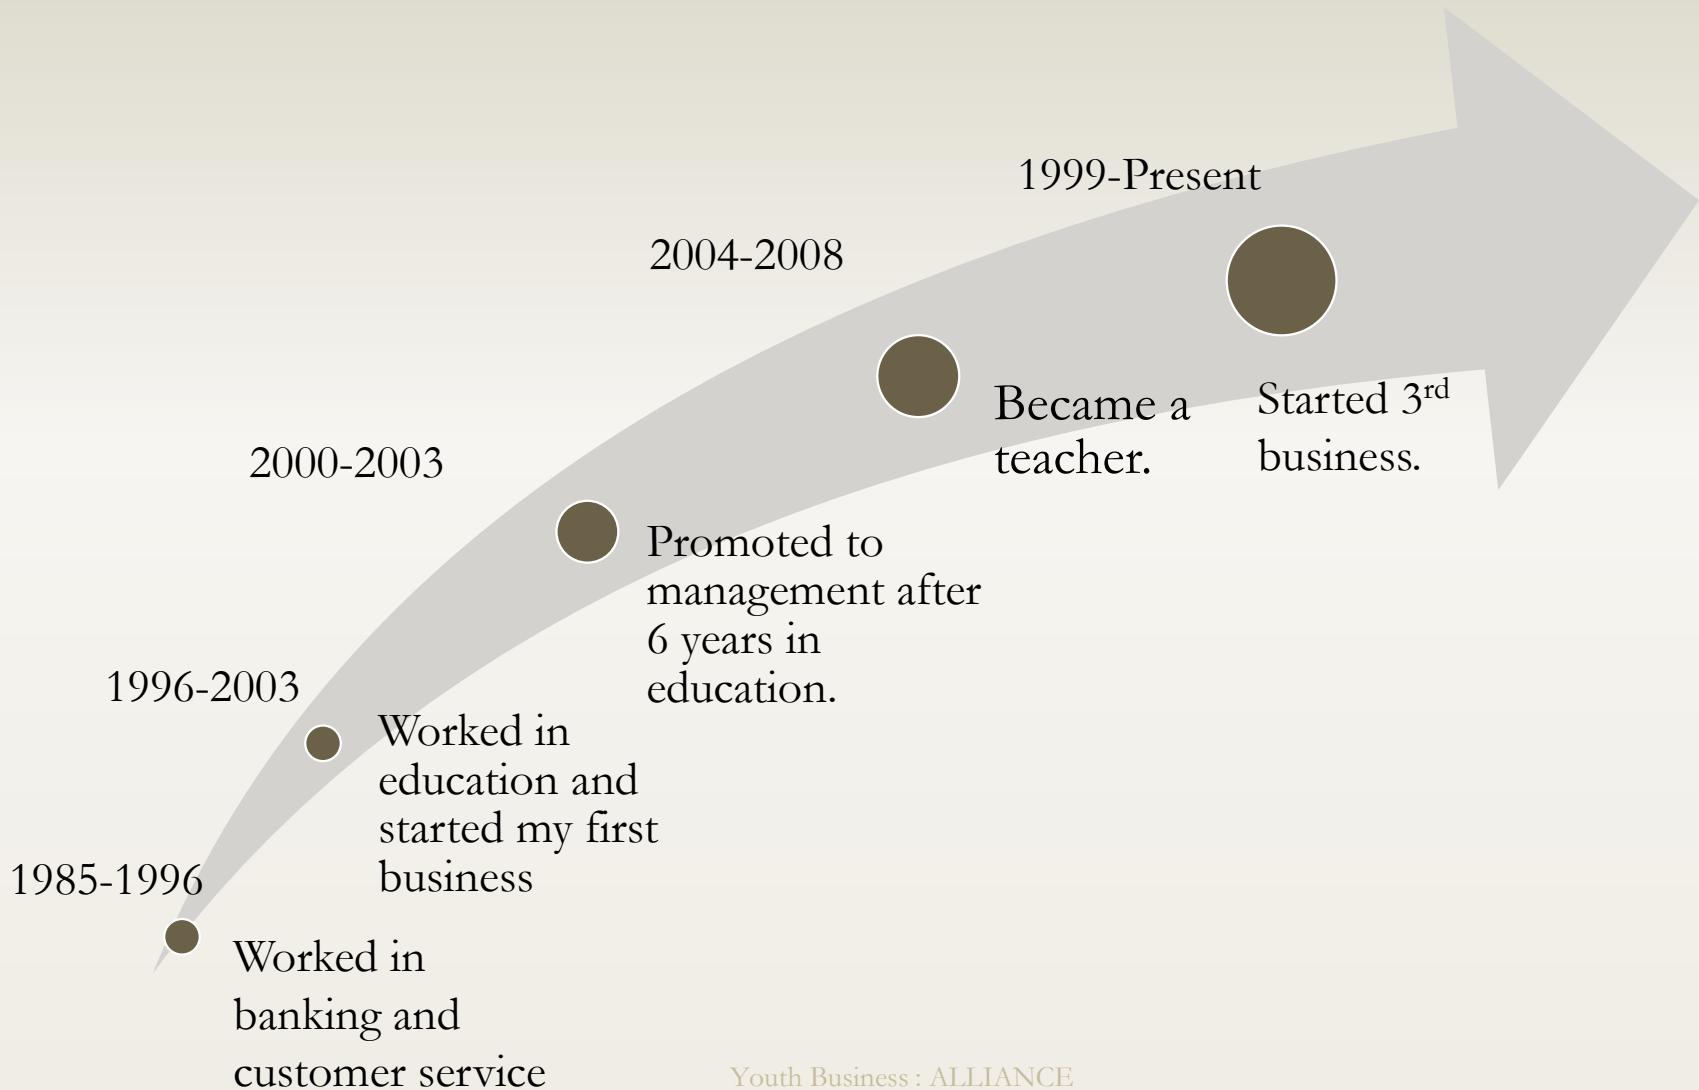 1985-1996
Worked in
banking and
customer service
1996-2003
Worked in
education and
started my first
business
2000-2003
Promoted to
management after
6 years in
education.
2004-2008
Became a
teacher.
1999-Present
Started 3rd
business.
Youth Business : ALLIANCE